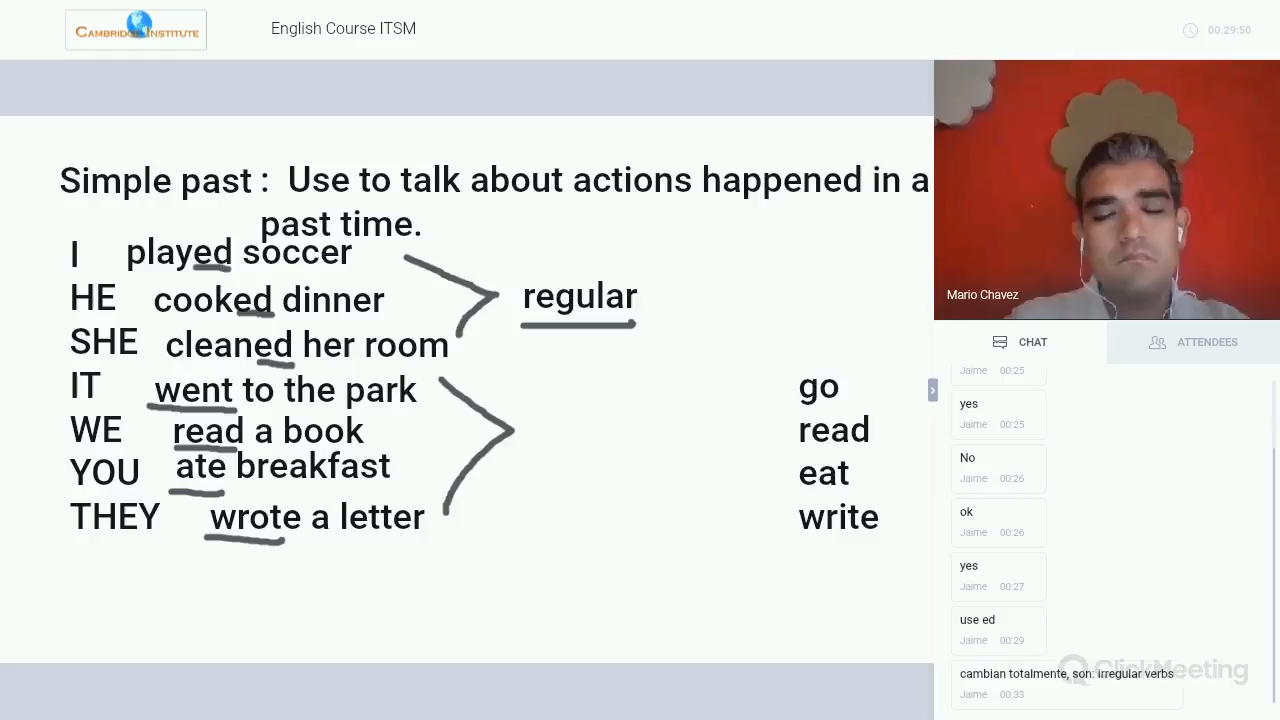 CAMBRIDGE INSTITUTE
English Course ITSM
00:29:50
Simple past : Use to talk about actions happened in a
past time.
I played soccer
HE cooked dinner
regular
SHE cleaned her room
IT went to the park
go
WE read a book
read
YOU ate breakfast
eat
THEY wrote a letter
write
Mario Chavez
CHAT
ATTENDEES
Jaime 00:25
yes
Jaime 00:25
No
Jaime 00:26
ok
Jaime 00:26
yes
Jaime 00:27
use ed
Jaime 00:29
cambian totalmente, son: irregular verbs
Jaime 00:33
ClickMeeting